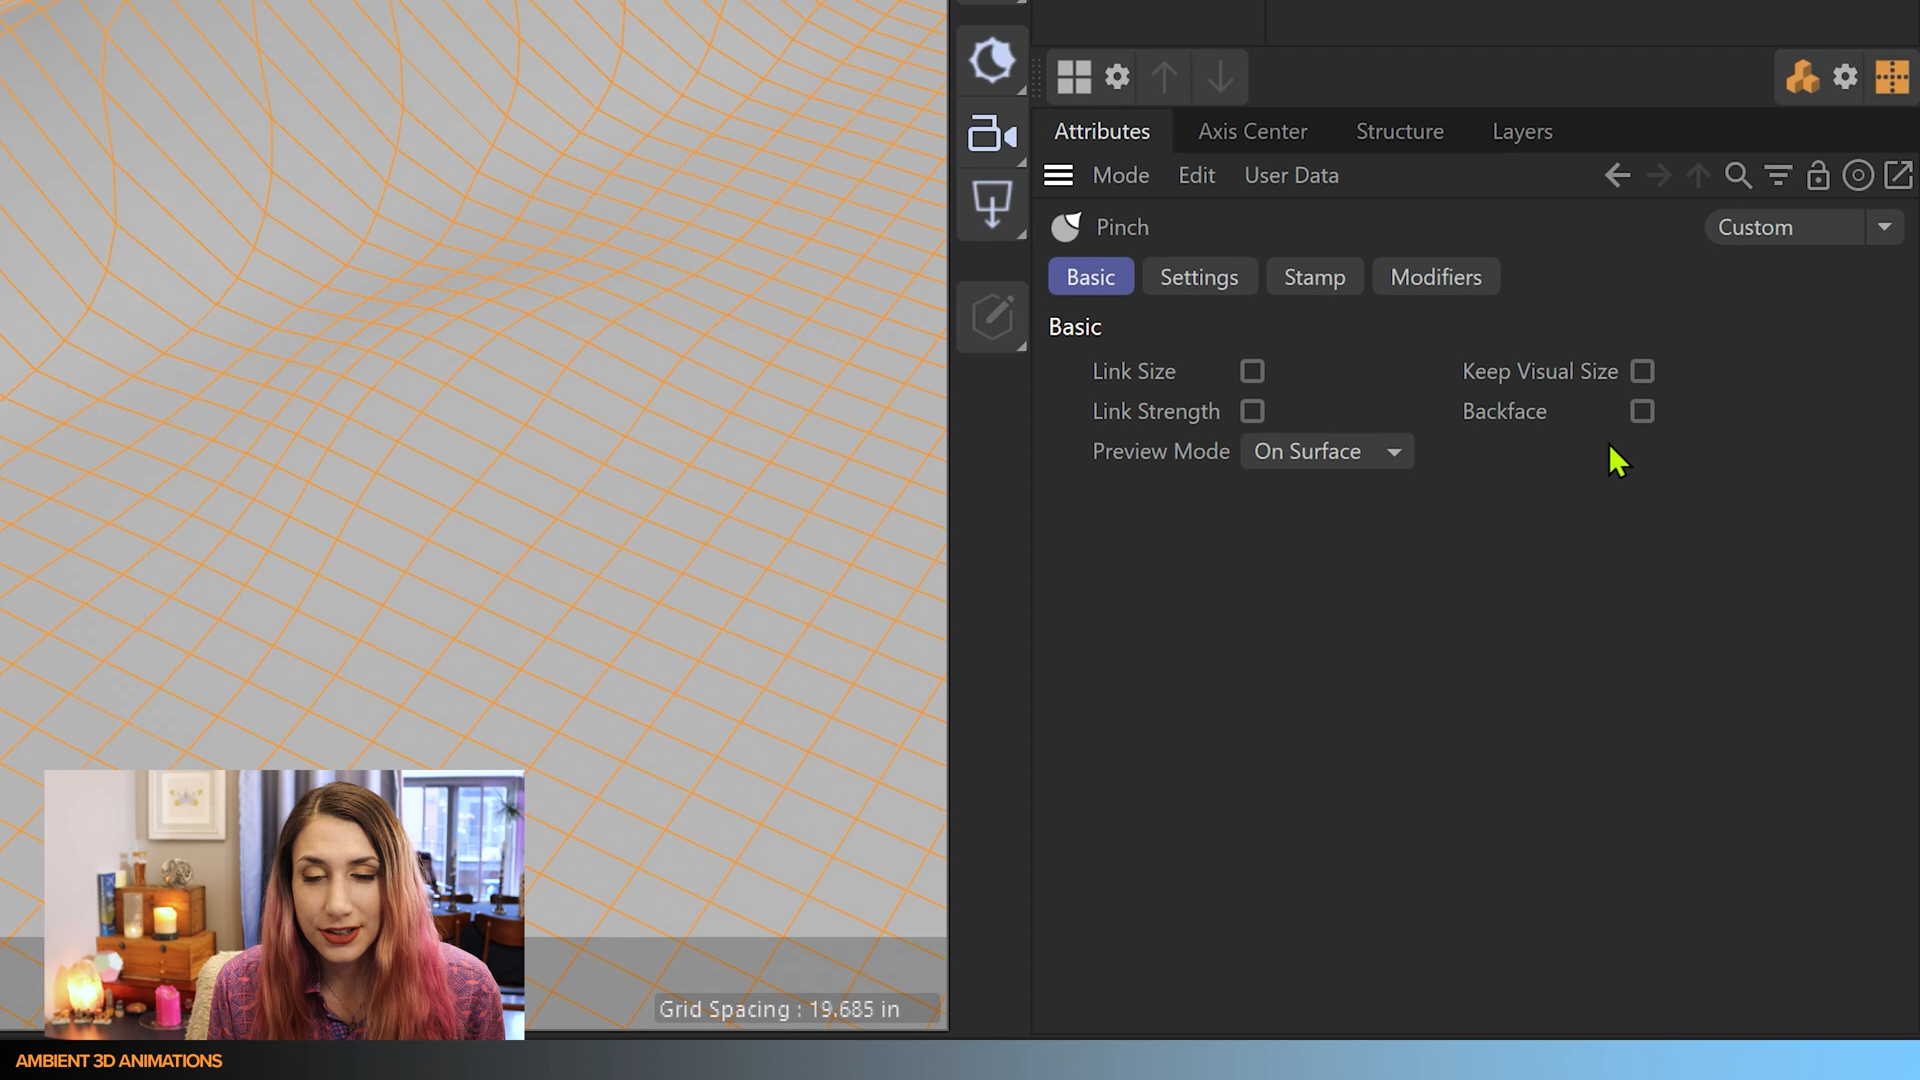 Attributes
Axis Center
Structure
Layers
Mode
Edit
User Data
Pinch
Custom
Basic
Settings
Stamp
Modifiers
Basic
Link Size
Keep Visual Size
Link Strength
Backface
Preview Mode
On Surface
Grid Spacing : 19.685 in
AMBIENT 3D ANIMATIONS